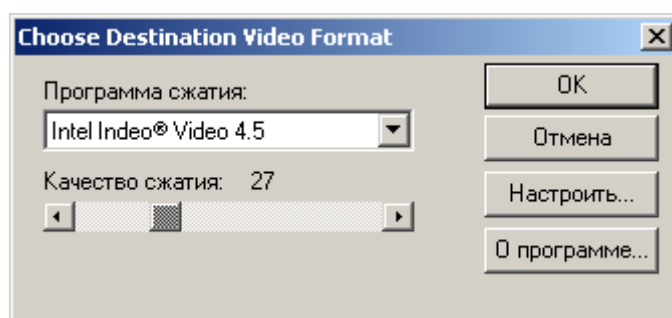 Choose Destination Video Format
Программа сжатия:
Intel Indeo® Video 4.5
Качество сжатия: 27
OK
Отмена
Настроить...
О программе...